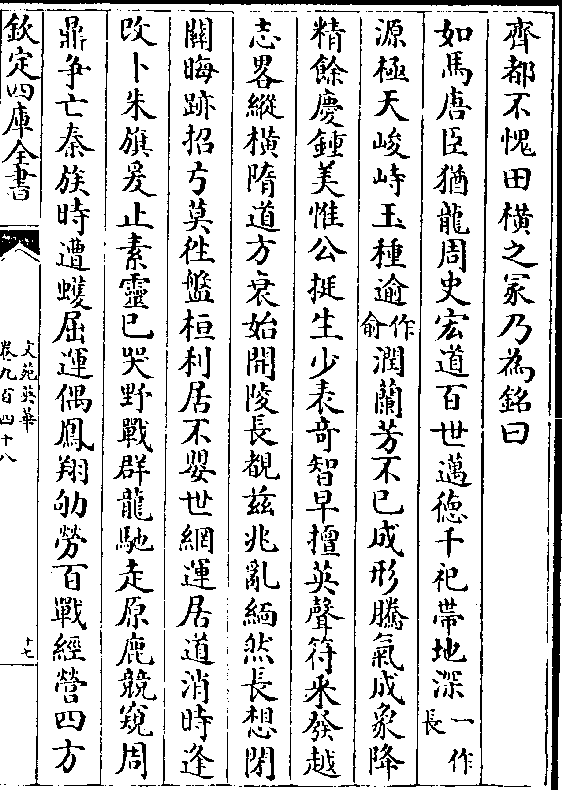 齊都不愧田横之冢乃為銘曰
如馬唐臣猶龍周史宏道百世邁徳千祀帶地深一作長
源極天峻峙玉種逾作俞潤蘭芳不已成形騰氣成象降
精餘慶鍾美惟公挺生少表竒智早擅英聲符采發越
志畧縱横隋道方衰始開陵長覩兹兆亂緬然長想閉
關晦跡招弓莫徃盤桓利居不嬰世網運居道消時逢
改卜朱旗爰止素靈已哭野戰群龍馳走原鹿競窺周
鼎爭亡秦族時遭蠖屈運偶鳳翔劬勞百戰經營四方
欽定四庫全書
文苑英華
卷九百四十八
十七